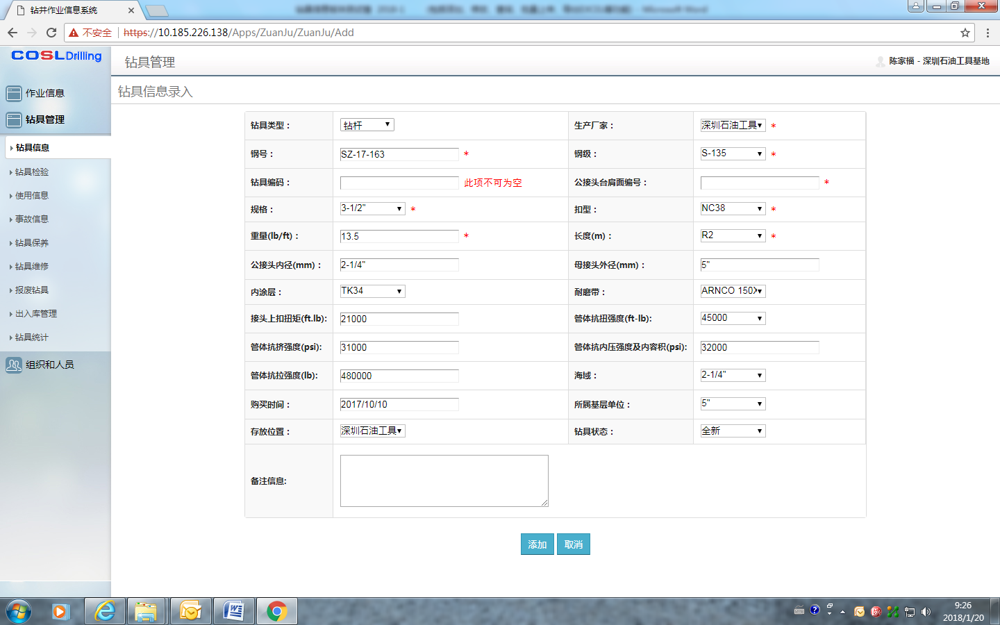 钻井作业信息系统
不安全 https://10.185.226.138/Apps/ZuanJu/ZuanJu/Add
COSL Drilling
钻具管理
陈家福 - 深圳石油工具基地
作业信息
钻具管理
钻具信息
钻具检验
使用信息
事故信息
钻具保养
钻具维修
报废钻具
出入库管理
钻具统计
组织和人员
钻具信息录入
钻具类型： 钻杆 生产厂家： 深圳石油工具 *
钢号： SZ-17-163 * 钢级： S-135 *
钻具编码： 此项不可为空 公接头台肩面编号： *
规格： 3-1/2" * 扣型： NC38 *
重量(lb/ft)： 13.5 * 长度(m)： R2 *
公接头内径(mm)： 2-1/4" 母接头外径(mm)： 5"
内涂层： TK34 耐磨带： ARNCO 150X
接头上扣扭矩(ft.lb): 21000 管体抗扭强度(ft-lb): 45000
管体抗挤强度(psi): 31000 管体抗内压强度及内容积(psi): 32000
管体抗拉强度(lb): 480000 海域： 2-1/4"
购买时间： 2017/10/10 所属基层单位： 5"
存放位置： 深圳石油工具 钻具状态： 全新
备注信息:
添加 取消
9:26
2018/1/20